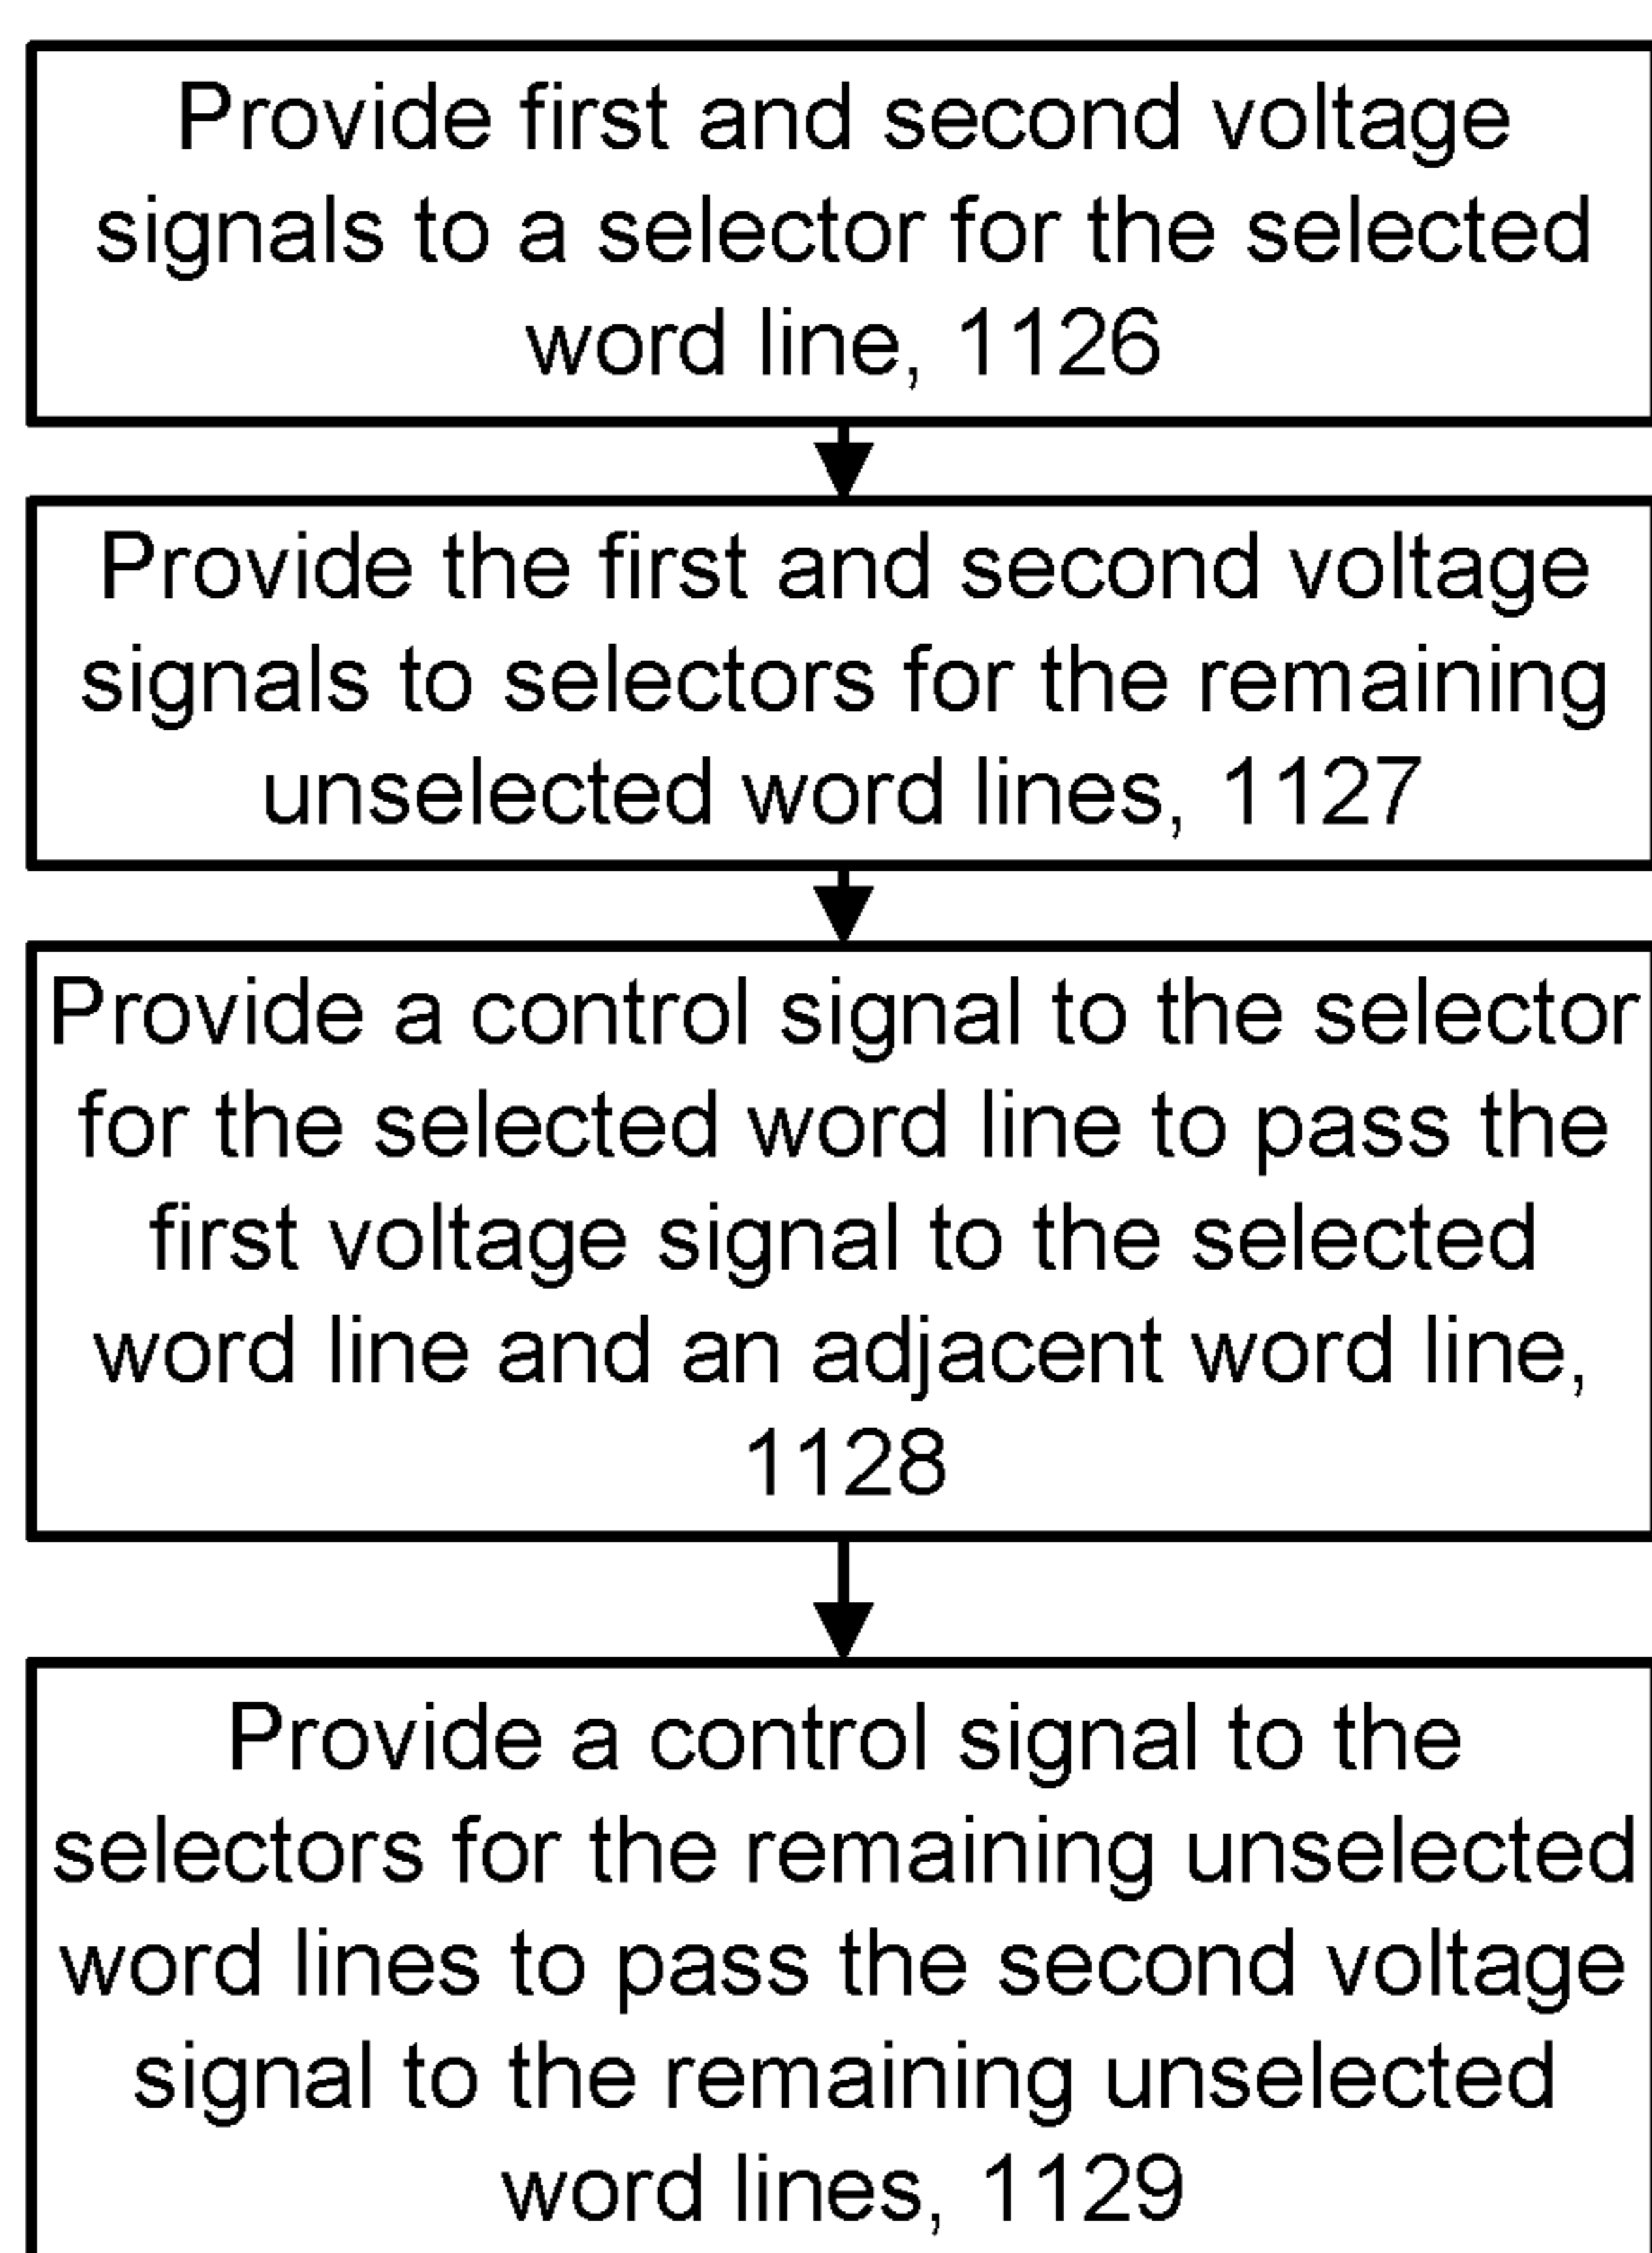 Provide first and second voltage
signals to a selector for the selected
word line, 1126
Provide the first and second voltage
signals to selectors for the remaining
unselected word lines, 1127
Provide a control signal to the selector
for the selected word line to pass the
first voltage signal to the selected
word line and an adjacent word line,
1128
Provide a control signal to the
selectors for the remaining unselected
word lines to pass the second voltage
signal to the remaining unselected
word lines, 1129